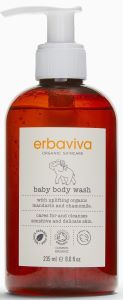 erbaviva
ORGANIC SKINCARE
baby body wash
with uplifting organic
mandarin and chamomile
cares for and cleanses
sensitive and delicate skin
235 ml e 8.0 fl oz